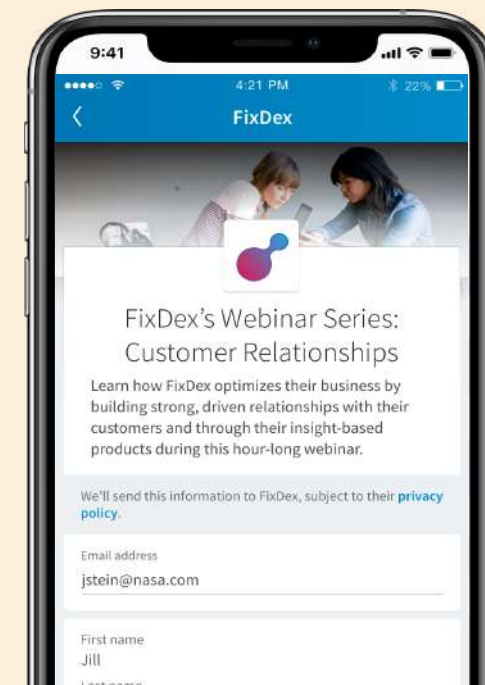 9:41
4:21 PM
22%
FixDex
FixDex's Webinar Series:
Customer Relationships
Learn how FixDex optimizes their business by
building strong, driven relationships with their
customers and through their insight-based
products during this hour-long webinar.
We'll send this information to FixDex, subject to their privacy
policy.
Email address
jstein@nasa.com
First name
Jill
Last name